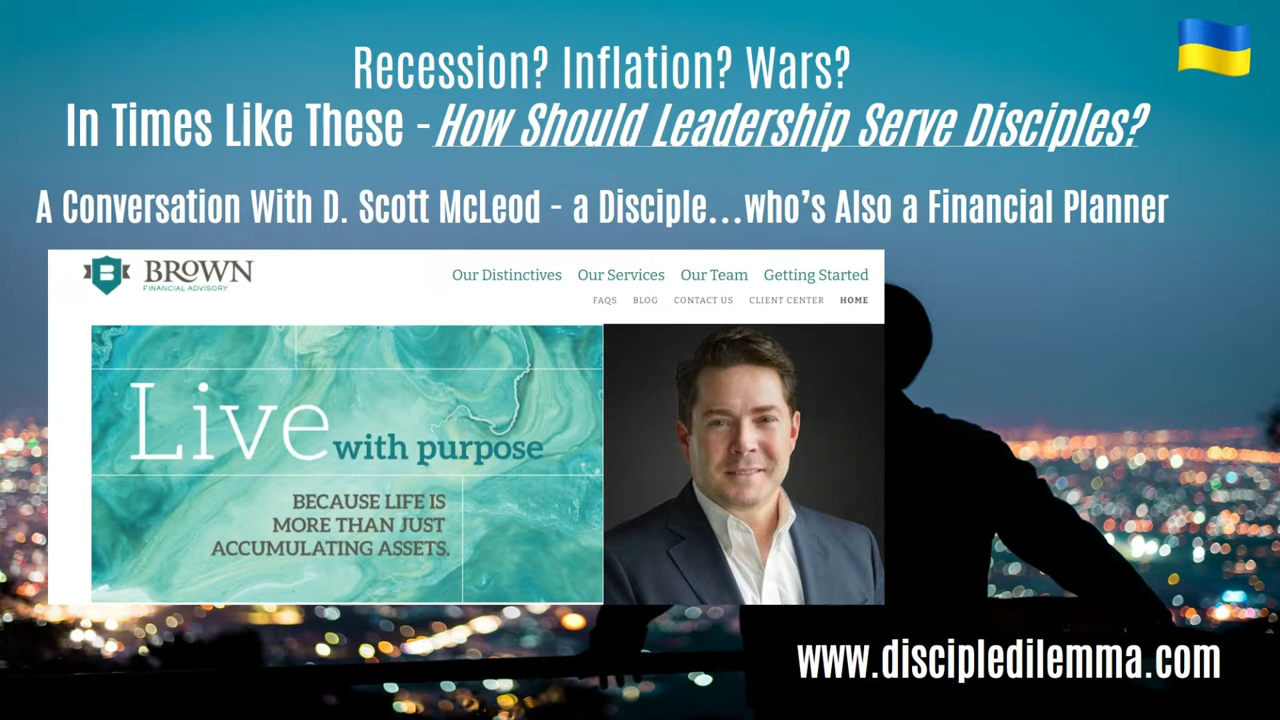 Recession? Inflation? Wars?
In Times Like These - How Should Leadership Serve Disciples?
A Conversation With D. Scott McLeod - a Disciple...who's Also a Financial Planner
B BROWN
FINANCIAL ADVISORY
Our Distinctives Our Services Our Team Getting Started
FAQS BLOG CONTACT US CLIENT CENTER HOME
Live with purpose
BECAUSE LIFE IS
MORE THAN JUST
ACCUMULATING ASSETS.
www.discipledilemma.com